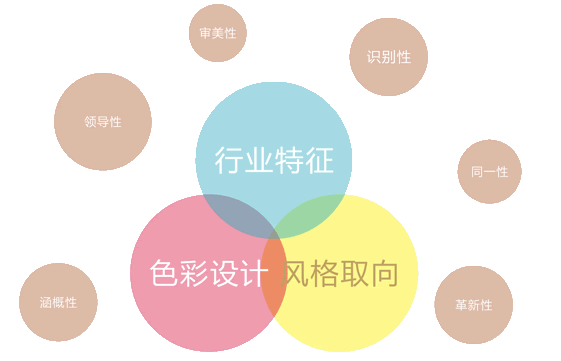 审美性
识别性
领导性
行业特征
同一性
色彩设计
风格取向
涵概性
革新性